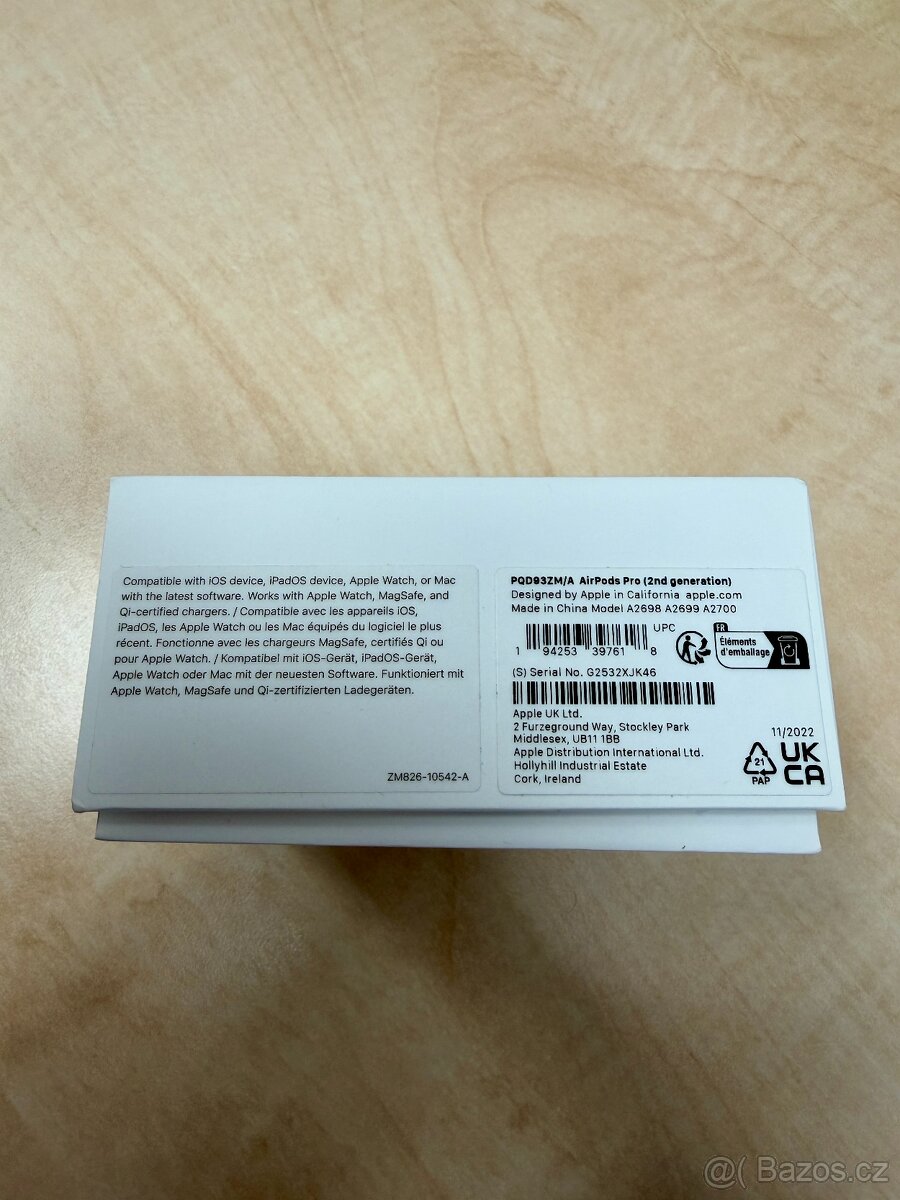 Compatible with iOS device, iPadOS device, Apple Watch, or Mac
with the latest software. Works with Apple Watch, MagSafe, and
Qi-certified chargers. / Compatible avec les appareils iOS,
iPadOS, les Apple Watch ou les Mac équipés du logiciel le plus
récent. Fonctionne avec les chargeurs MagSafe, certifiés Qi ou
pour Apple Watch. / Kompatibel mit iOS-Gerät, iPadOS-Gerät,
Apple Watch oder Mac mit der neuesten Software. Funktioniert mit
Apple Watch, MagSafe und Qi-zertifizierten Ladegeräten.
ZM826-10542-A
PQD93ZM/A AirPods Pro (2nd generation)
Designed by Apple in California apple.com
Made in China Model A2698 A2699 A2700
UPC
1 94253 39761 8
FR
Éléments
d'emballage
(S) Serial No. G2532XJK46
Apple UK Ltd.
2 Furzeground Way, Stockley Park
Middlesex, UB11 1BB
Apple Distribution International Ltd.
Hollyhill Industrial Estate
Cork, Ireland
11/2022
21
PAP
UK
CA
@( Bazos.cz